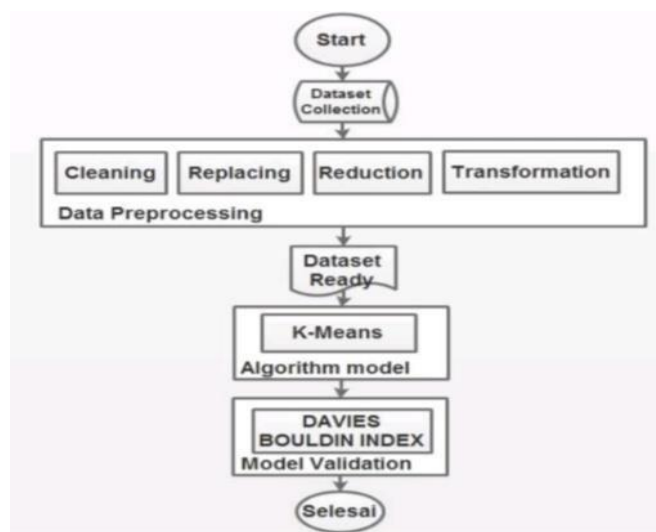 Start
Dataset
Collection
Cleaning
Replacing
Reduction
Transformation
Data Preprocessing
Dataset
Ready
K-Means
Algorithm model
DAVIES
BOULDIN INDEX
Model Validation
Selesai